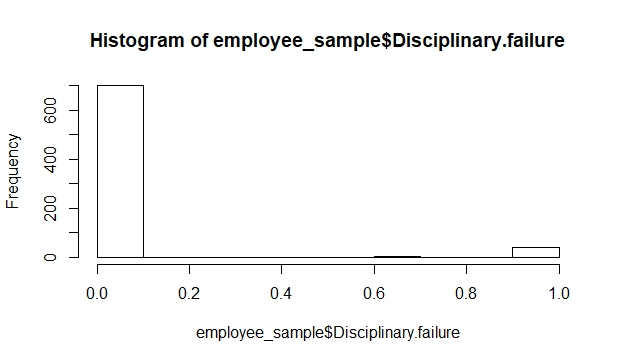 Histogram of employee_sample$Disciplinary.failure
Frequency
600
400
200
0
0.0 0.2 0.4 0.6 0.8 1.0
employee_sample$Disciplinary.failure